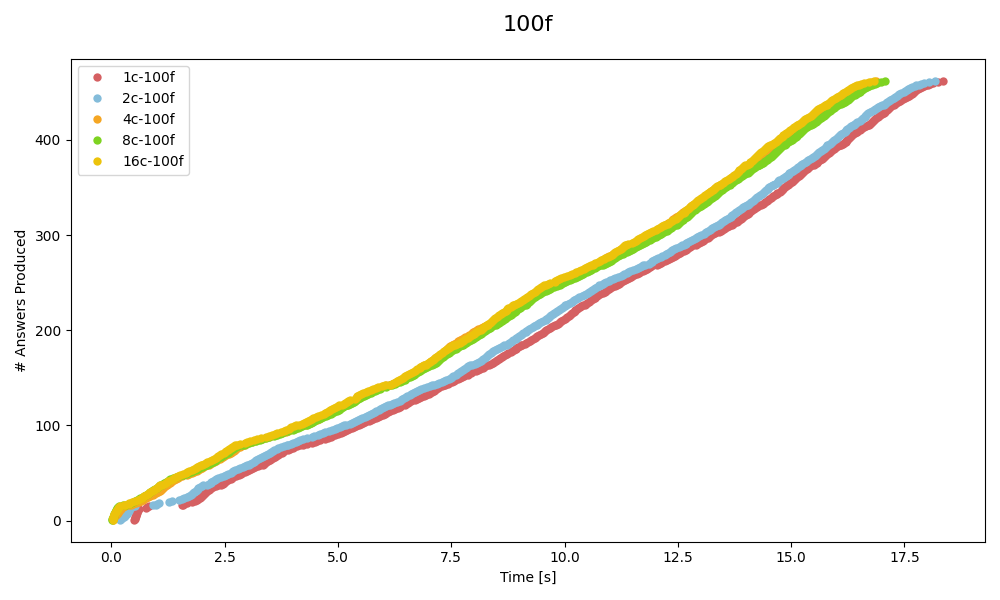 100f
1c-100f
2c-100f
4c-100f
8c-100f
16c-100f
# Answers Produced
400
300
200
100
0
0.0 2.5 5.0 7.5 10.0 12.5 15.0 17.5
Time [s]